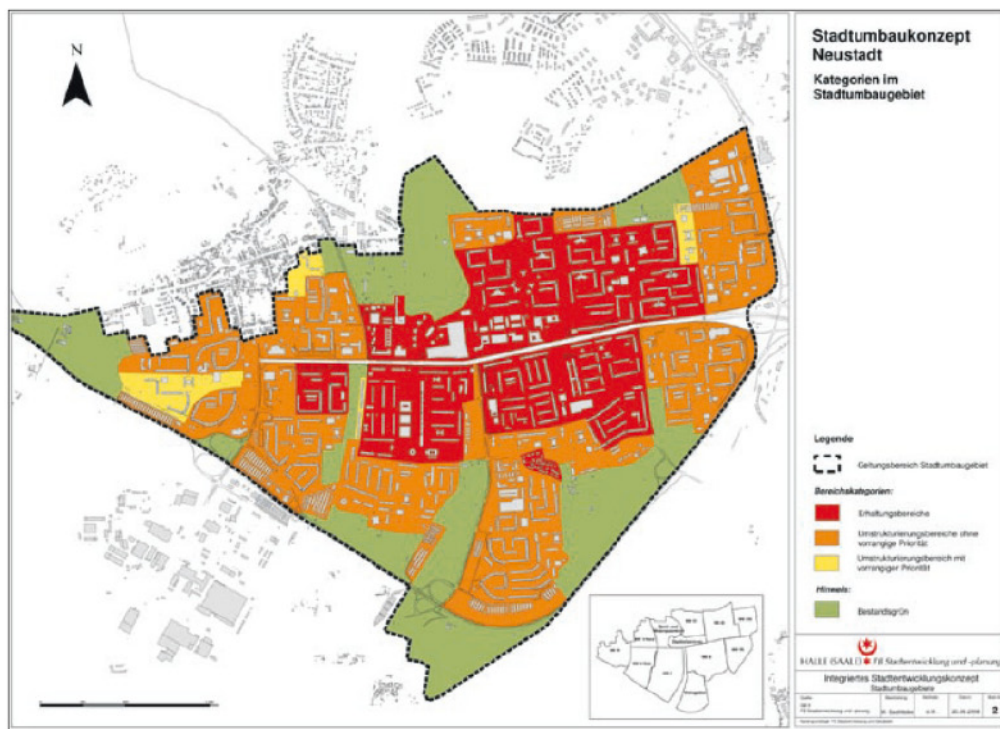 N
Stadtumbaukonzept
Neustadt
Kategorien im
Stadtumbaugebiet
Legende
Geltungsbereich Stadtumbaugebiet
Bereichskategorien:
Erhaltungsbereiche
Umstrukturierungsbereiche ohne
vorrangige Priorität
Umstrukturierungsbereich mit
vorrangiger Priorität
Hinweis:
Bestandsgrün
HALLE (SAALE) FB Stadtentwicklung und -planung
Integriertes Stadtentwicklungskonzept
Stadtumbaugebiete
2